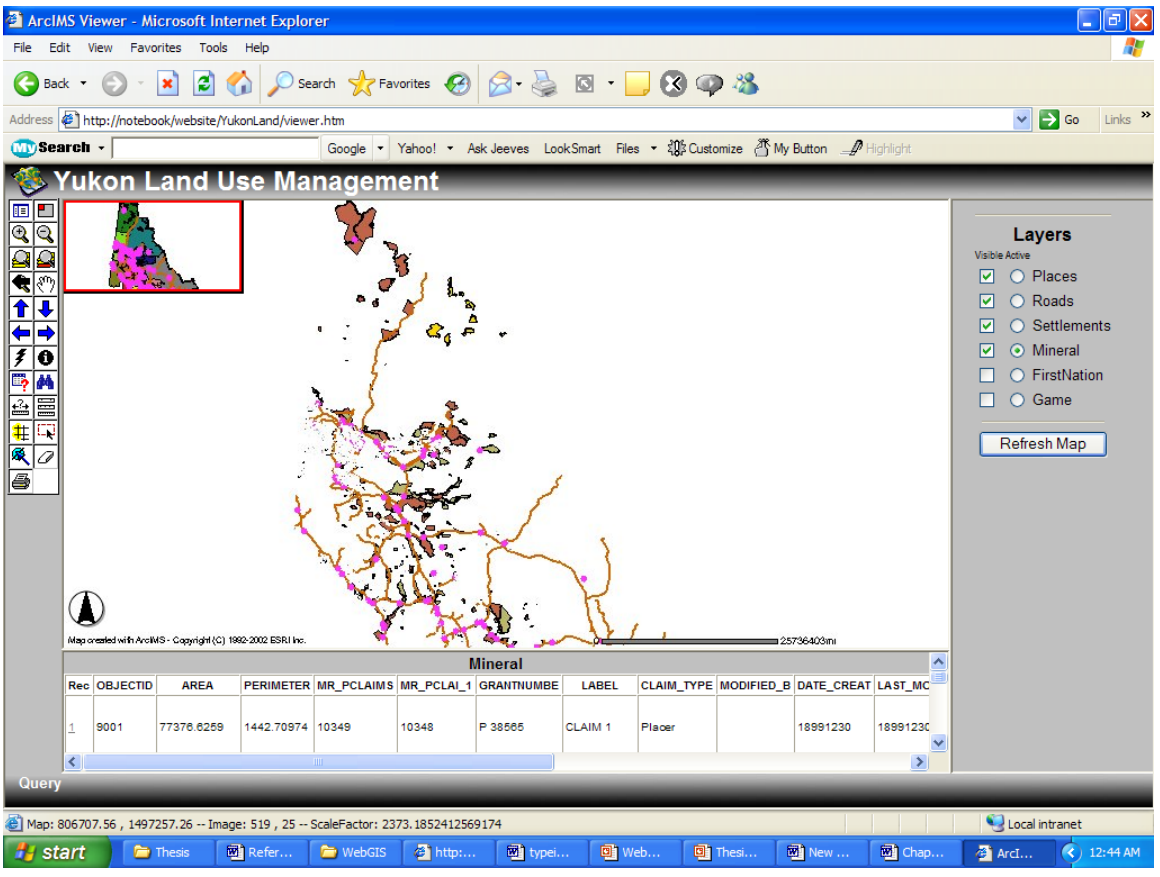 ArcIMS Viewer - Microsoft Internet Explorer
File Edit View Favorites Tools Help
Back Search Favorites
Address http://notebook/website/YukonLand/viewer.htm Go Links »
My Search Google Yahoo! Ask Jeeves LookSmart Files Customize My Button Highlight
Yukon Land Use Management
Layers
Visible Active
Places
Roads
Settlements
Mineral
FirstNation
Game
Refresh Map
Map created with ArcIMS - Copyright (C) 1992-2002 ESRI Inc.
0 25736403mi
Mineral
Rec OBJECTID AREA PERIMETER MR_PCLAIMS MR_PCLAI_1 GRANTNUMBE LABEL CLAIM_TYPE MODIFIED_B DATE_CREAT LAST_MO
1 9001 77376.6259 1442.70974 10349 10348 P 38565 CLAIM 1 Placer 18991230 18991230
Query
Map: 806707.56 , 1497257.26 -- Image: 519 , 25 -- ScaleFactor: 2373.1852412569174 Local intranet
start Thesis Refer... WebGIS http:... typei... Web... Thesi... New ... Chap... ArcI... 12:44 AM